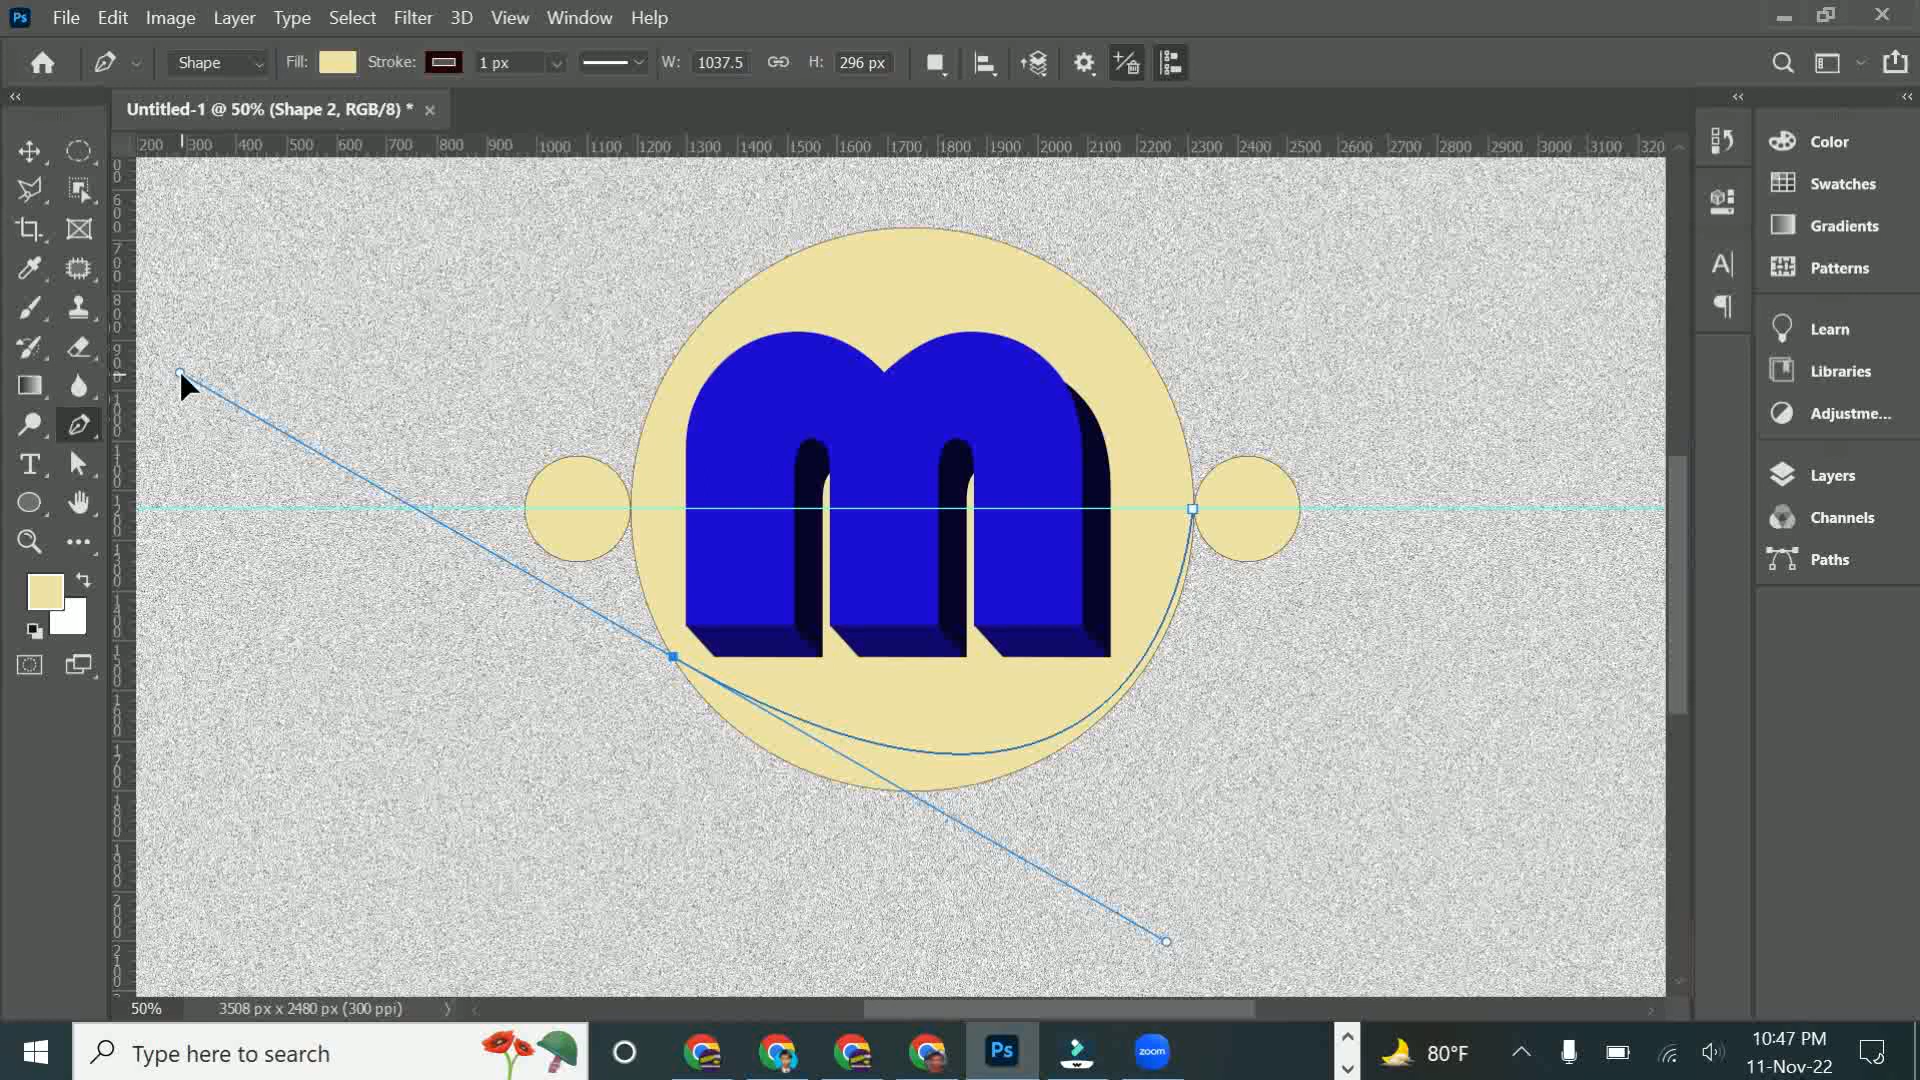 Ps File Edit Image Layer Type Select Filter 3D View Window Help
Shape Fill: Stroke: 1 px W: 1037.5 H: 296 px
Untitled-1 @ 50% (Shape 2, RGB/8) * ×
200 300 400 500 600 700 800 900 1000 1100 1200 1300 1400 1500 1600 1700 1800 1900 2000 2100 2200 2300 2400 2500 2600 2700 2800 2900 3000 3100 320
Color
Swatches
Gradients
Patterns
Learn
Libraries
Adjustme...
Layers
Channels
Paths
m
50% 3508 px x 2480 px (300 ppi)
Type here to search
Ps
zoom
80°F
10:47 PM
11-Nov-22